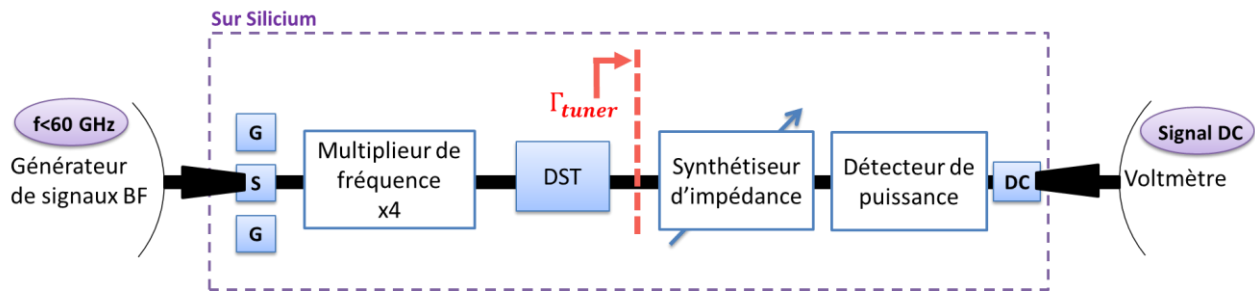 Sur Silicium
f<60 GHz
Générateur
de signaux BF
G
S
G
Multiplieur de
fréquence
x4
DST
Γtuner
Synthétiseur
d'impédance
Détecteur de
puissance
DC
Signal DC
Voltmètre